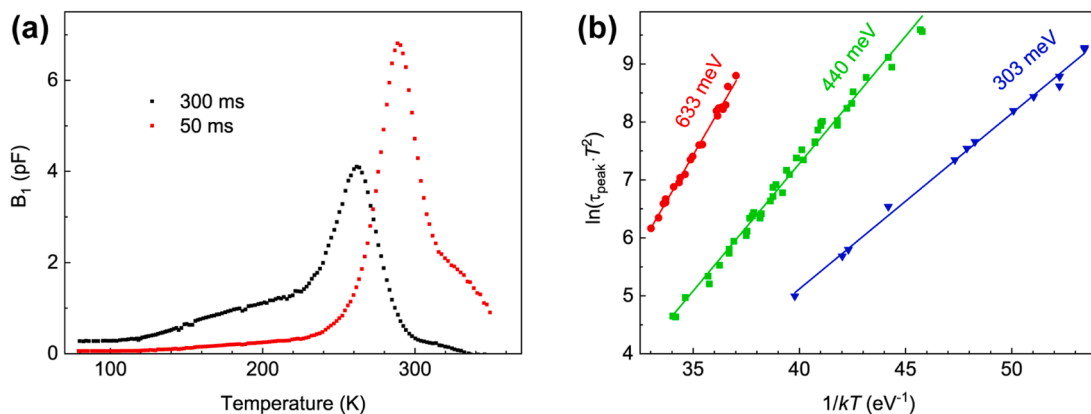 (a)
6
4
2
0
B₁ (pF)
300 ms
50 ms
100
200
300
Temperature (K)
(b)
9
8
7
6
5
4
ln(τpeak·T²)
633 meV
440 meV
303 meV
35
40
45
50
1/kT (eV⁻¹)